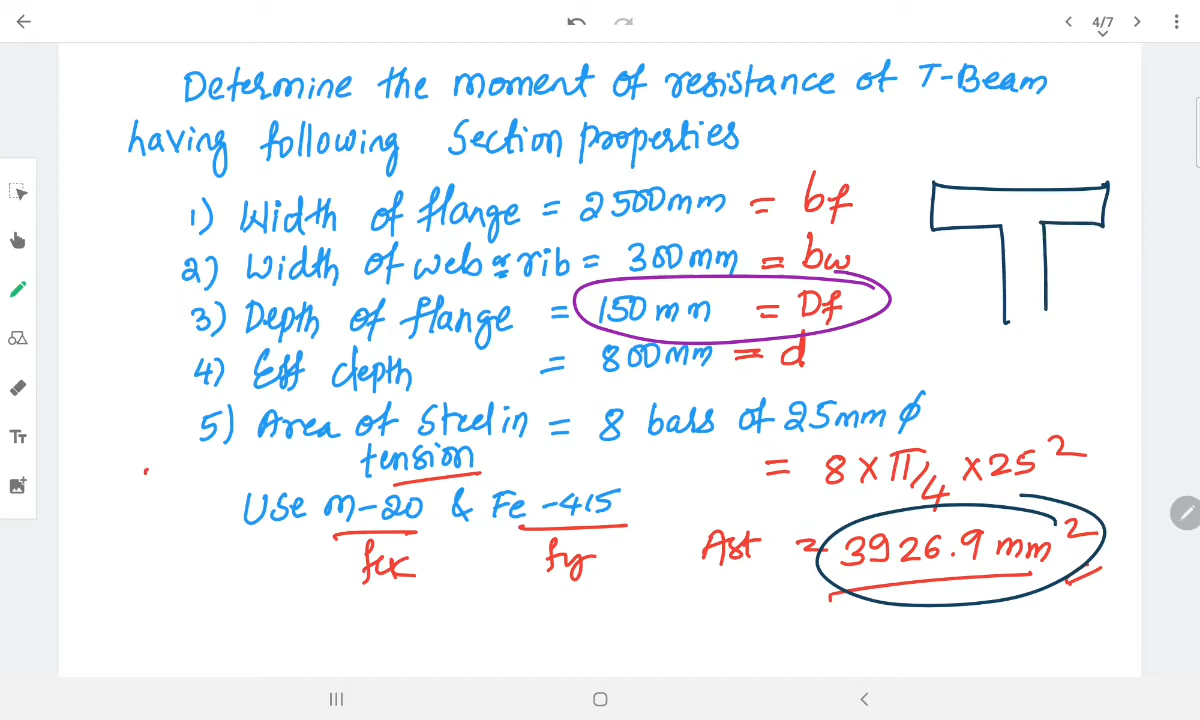 4/7
Determine the moment of resistance of T-Beam
having following Section properties
1) Width of flange = 2500mm = bf
2) Width of web or rib = 300mm = bw
3) Depth of flange = 150mm = Df
4) Eff depth = 800mm = d
5) Area of Steel in = 8 bars of 25mm ϕ
tension = 8 × π/4 × 25²
Use M-20 & Fe-415
fck fy Ast = 3926.9 mm²
Tт